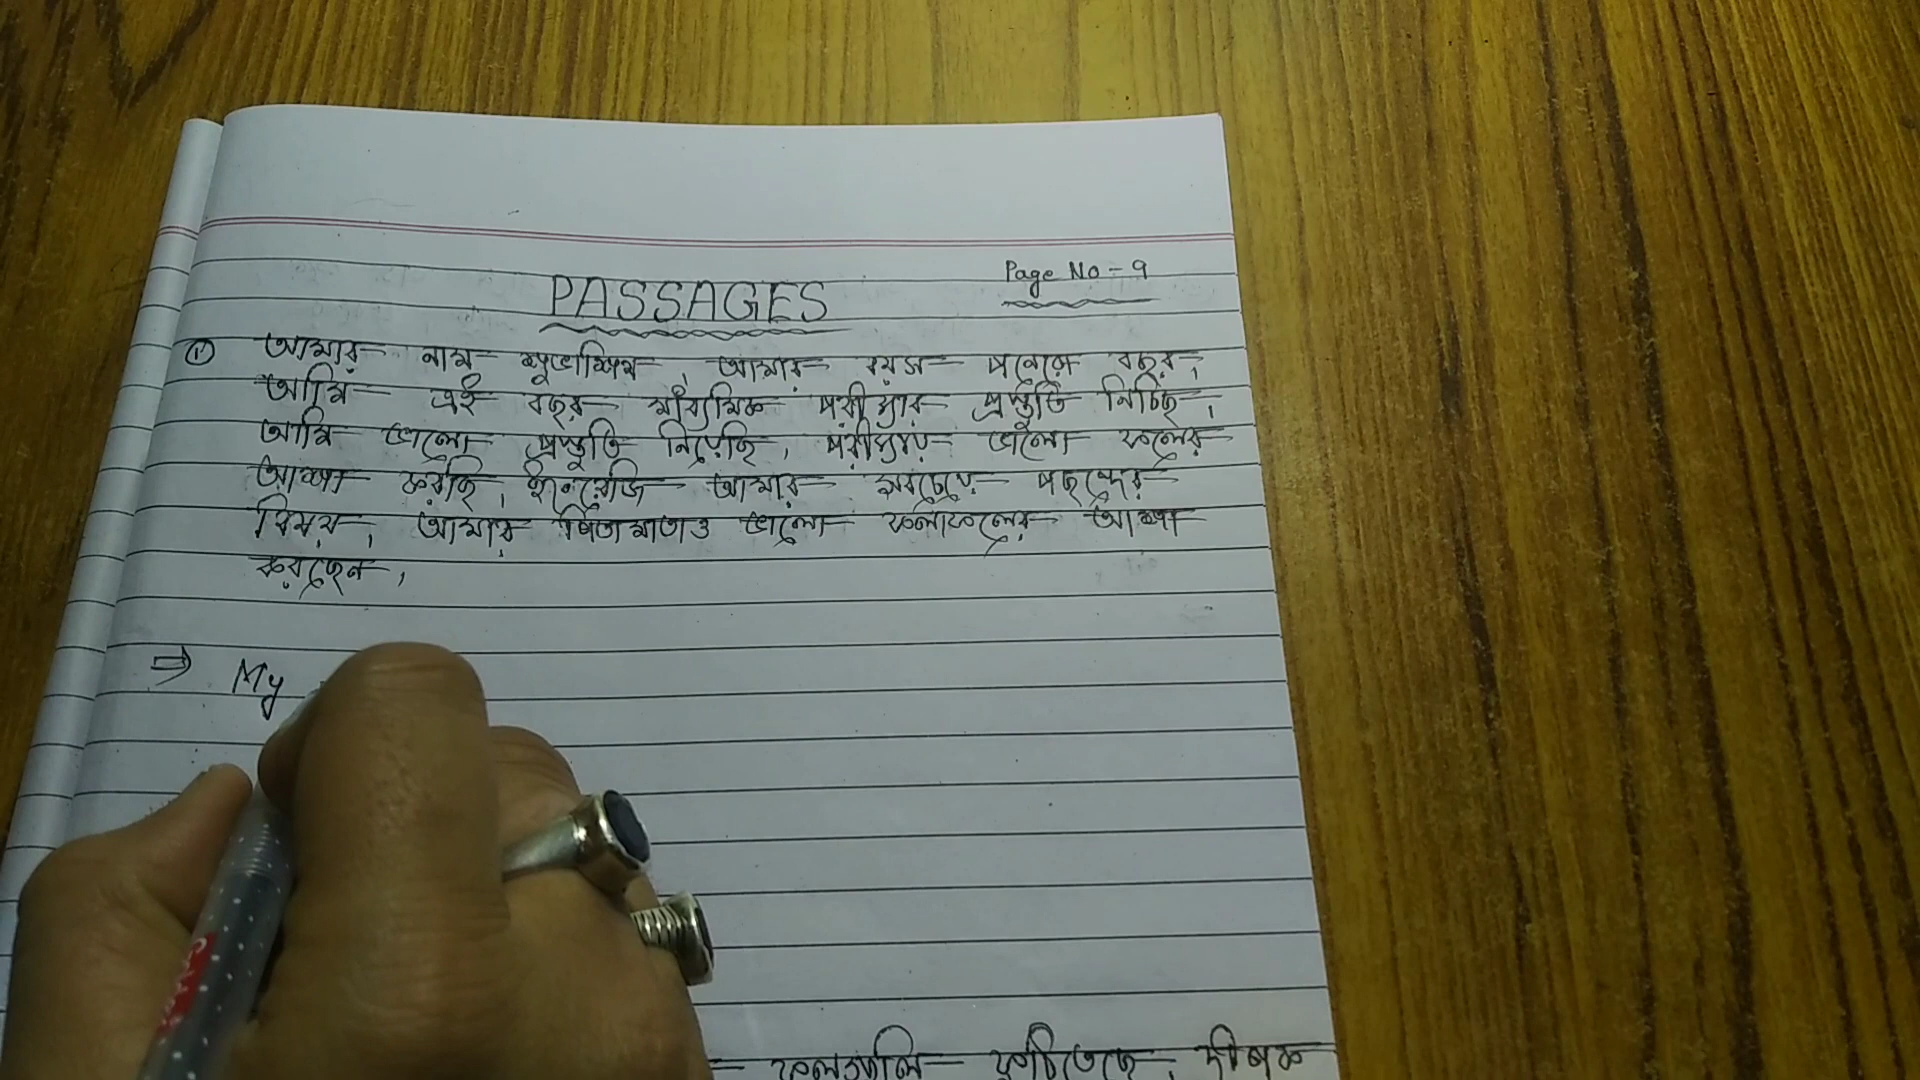 PASSAGES
Page No - 9
① আমার নাম শুভাশিষ, আমার বয়স পনেরো বছর,
আমি এই বছর মাধ্যমিক পরীক্ষার প্রস্তুতি নিচ্ছি,
আমি ভালো প্রস্তুতি নিয়েছি, পরীক্ষায় ভালো ফলের
আশা করছি, ইংরেজি আমার সবচেয়ে পছন্দের
বিষয়, আমার পিতামাতাও ভালো ফলাফলের আশা
করছেন,
⇒ My
ফুলগুলি ফুটিতেছে,